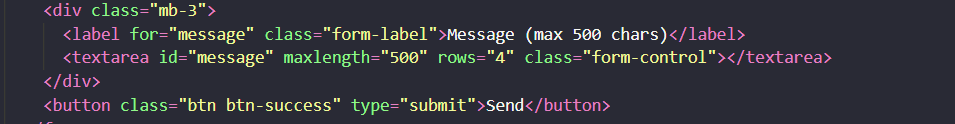 <div class="mb-3">
<label for="message" class="form-label">Message (max 500 chars)</label>
<textarea id="message" maxlength="500" rows="4" class="form-control"></textarea>
</div>
<button class="btn btn-success" type="submit">Send</button>